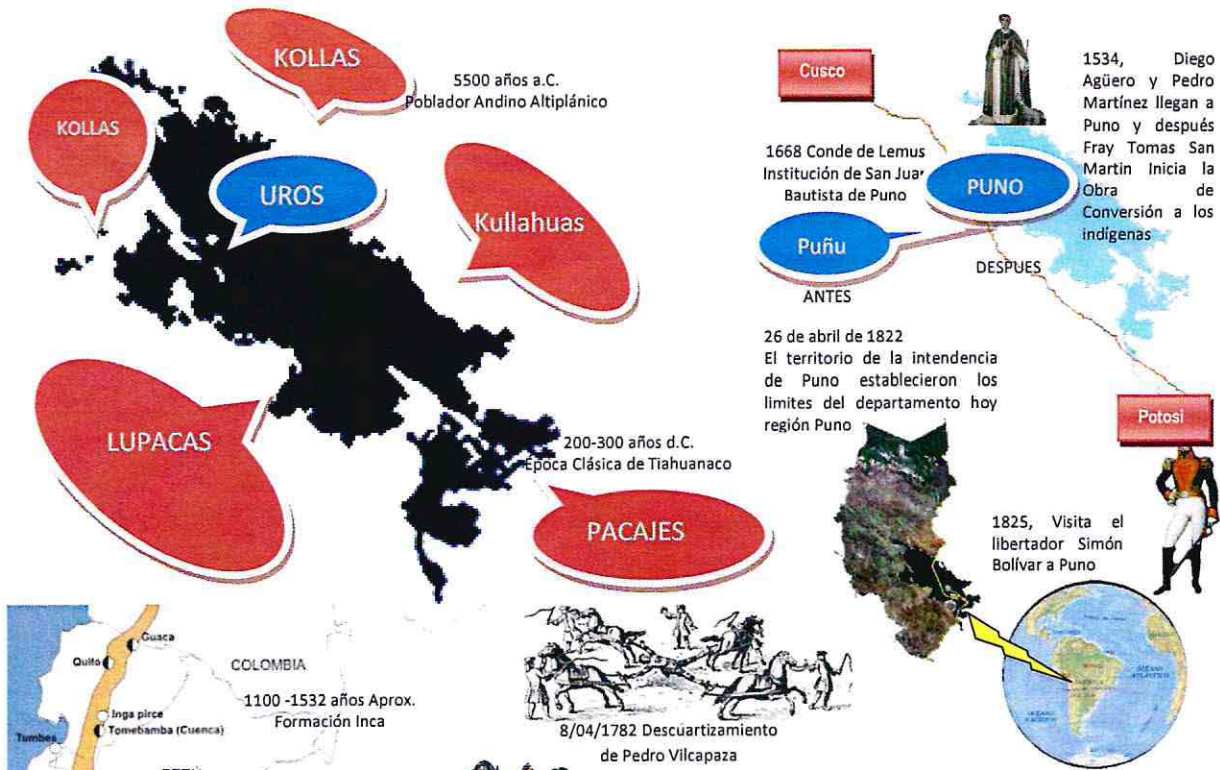 KOLLAS
5500 años a.C.
Poblador Andino Altiplánico
KOLLAS
UROS
Kullahuas
LUPACAS
200-300 años d.C.
Epoca Clásica de Tiahuanaco
PACAJES
Cusco
1534, Diego
Agüero y Pedro
Martínez llegan a
Puno y después
Fray Tomas San
Martin Inicia la
Obra de
Conversión a los
indígenas
1668 Conde de Lemus
Institución de San Juan
Bautista de Puno
PUNO
Puñu
DESPUES
ANTES
26 de abril de 1822
El territorio de la intendencia
de Puno establecieron los
limites del departamento hoy
región Puno
Potosi
1825, Visita el
libertador Simón
Bolívar a Puno
Guaca
Quito
COLOMBIA
1100 -1532 años Aprox.
Formación Inca
Inga pirce
Tomebamba (Cuenca)
Tumbes
8/04/1782 Descuartizamiento
de Pedro Vilcapaza